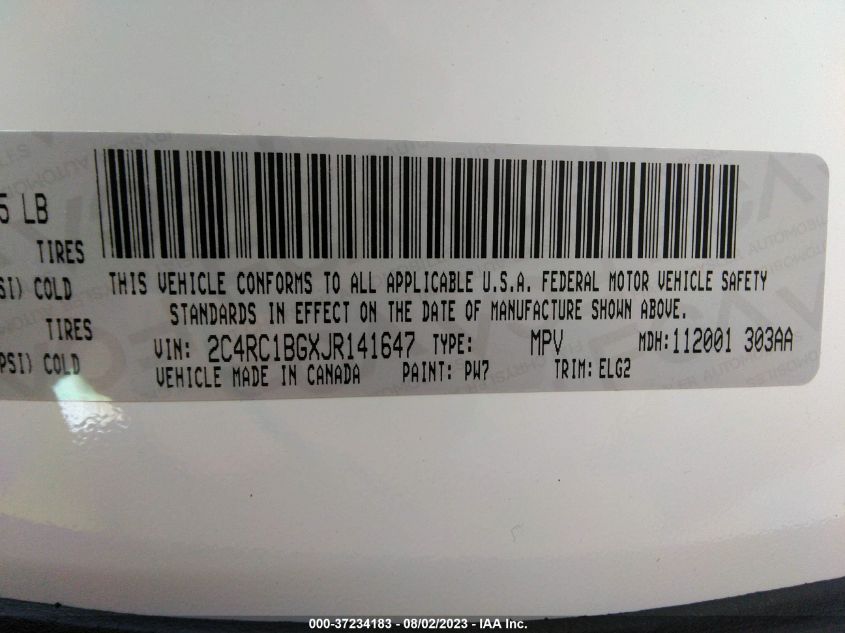 5 LB
TIRES
SI) COLD
TIRES
PSI) COLD
THIS VEHICLE CONFORMS TO ALL APPLICABLE U.S.A. FEDERAL MOTOR VEHICLE SAFETY
STANDARDS IN EFFECT ON THE DATE OF MANUFACTURE SHOWN ABOVE.
VIN: 2C4RC1BGXJR141647 TYPE: MPV MDH:112001 303AA
VEHICLE MADE IN CANADA PAINT: PW7 TRIM:ELG2
000-37234183 - 08/02/2023 - IAA Inc.